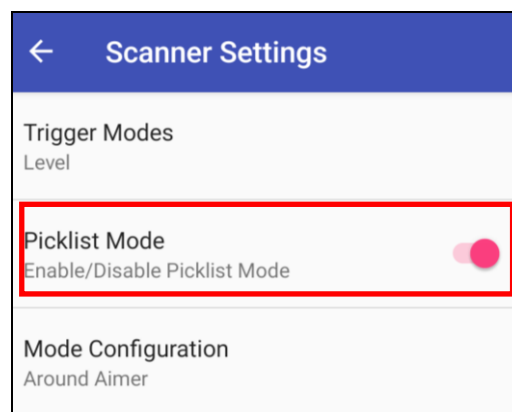 Scanner Settings
Trigger Modes
Level
Picklist Mode
Enable/Disable Picklist Mode
Mode Configuration
Around Aimer